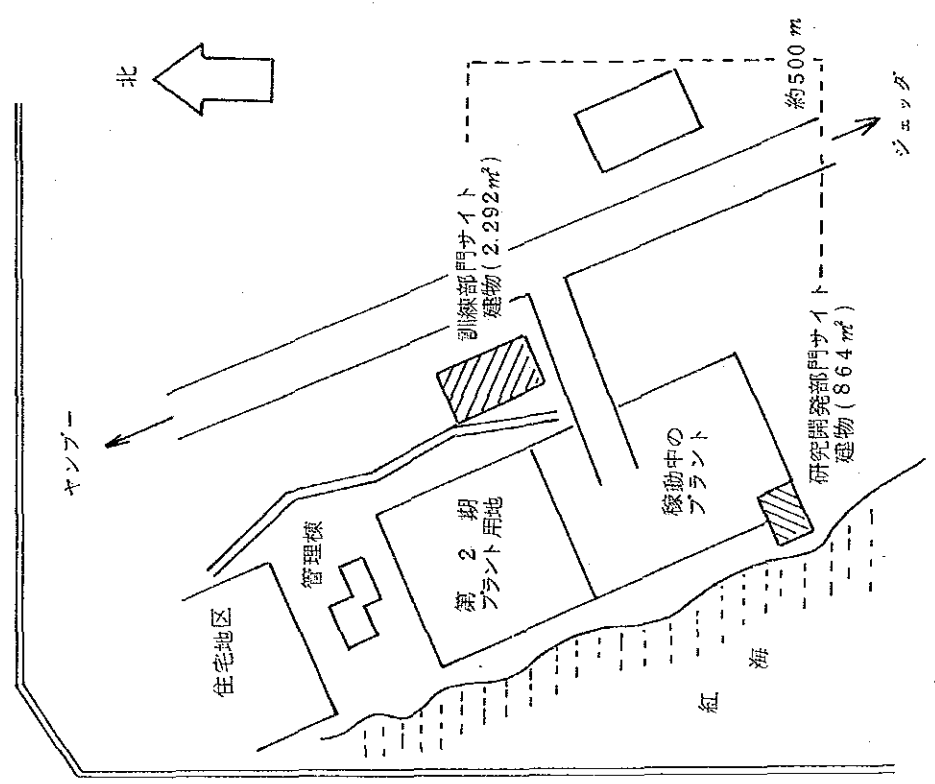 北
ヤンブー
住宅地区
管理棟
第2期
プラント用地
訓練部門サイト
建物(2.292㎡)
稼動中の
プラント
約500m
ジェッダ
研究開発部門サイト
建物(864㎡)
紅海